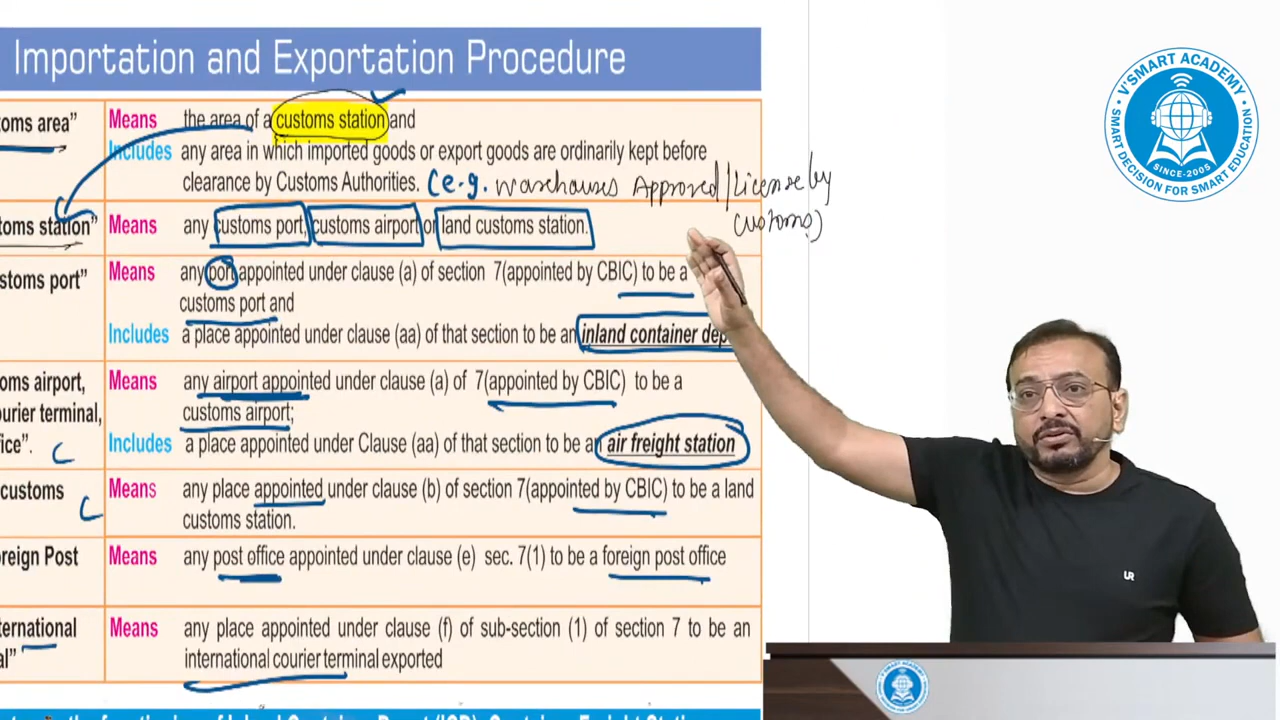 Importation and Exportation Procedure
toms area”
Means the area of a customs station and
Includes any area in which imported goods or export goods are ordinarily kept before
clearance by Customs Authorities. (e.g. warehouses Approved/License by
customs)
toms station”
Means any customs port, customs airport or land customs station.
ustoms port”
Means any port appointed under clause (a) of section 7(appointed by CBIC) to be a
customs port and
Includes a place appointed under clause (aa) of that section to be an inland container dep
oms airport,
ourier terminal,
fice”.
Means any airport appointed under clause (a) of 7(appointed by CBIC) to be a
customs airport;
Includes a place appointed under Clause (aa) of that section to be an air freight station
customs
Means any place appointed under clause (b) of section 7(appointed by CBIC) to be a land
customs station.
oreign Post
Means any post office appointed under clause (e) sec. 7(1) to be a foreign post office
ternational
al”
Means any place appointed under clause (f) of sub-section (1) of section 7 to be an
international courier terminal exported
V'SMART ACADEMY
SINCE-2005
SMART DECISION FOR SMART EDUCATION
UR
V'SMART ACADEMY